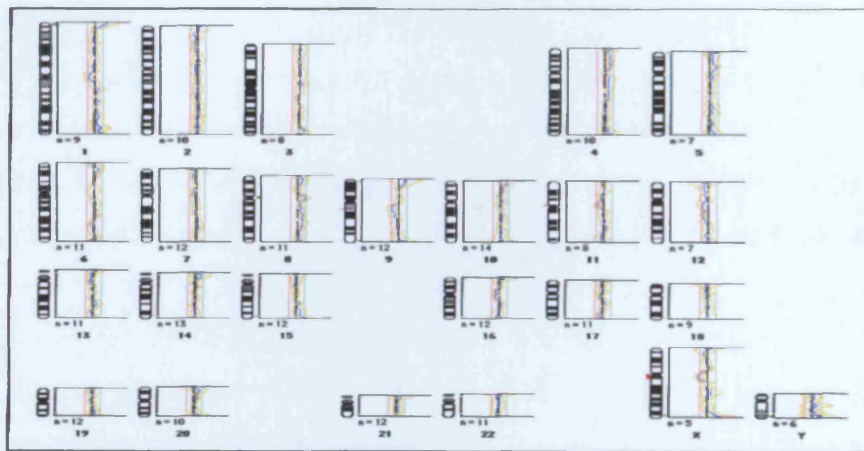 n=9 n=10 n=8 n=10 n=7
1 2 3 4 5
n=11 n=12 n=11 n=12 n=14 n=8 n=7
6 7 8 9 10 11 12
n=11 n=13 n=12 n=12 n=11 n=9
13 14 15 16 17 18
n=12 n=10 n=12 n=11 n=5 n=6
19 20 21 22 X Y